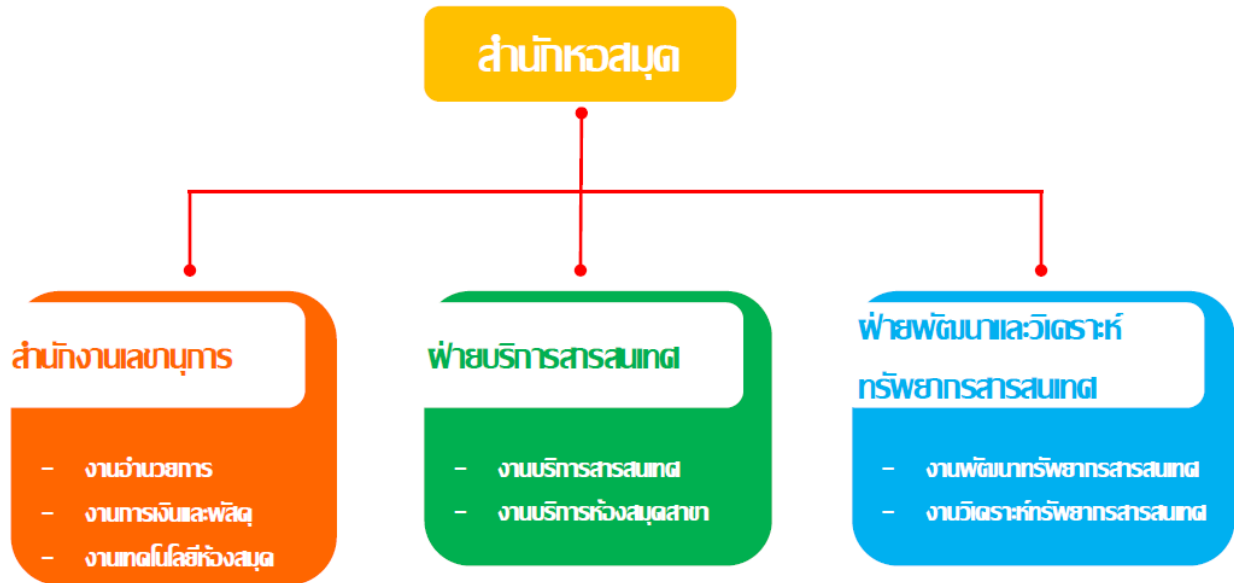 สำนักหอสมุด
สำนักงานเลขานุการ
- งานอำนวยการ
- งานการเงินและพัสดุ
- งานเทคโนโลยีห้องสมุด
ฝ่ายบริการสารสนเทศ
- งานบริการสารสนเทศ
- งานบริการห้องสมุดสาขา
ฝ่ายพัฒนาและวิเคราะห์
ทรัพยากรสารสนเทศ
- งานพัฒนาทรัพยากรสารสนเทศ
- งานวิเคราะห์ทรัพยากรสารสนเทศ